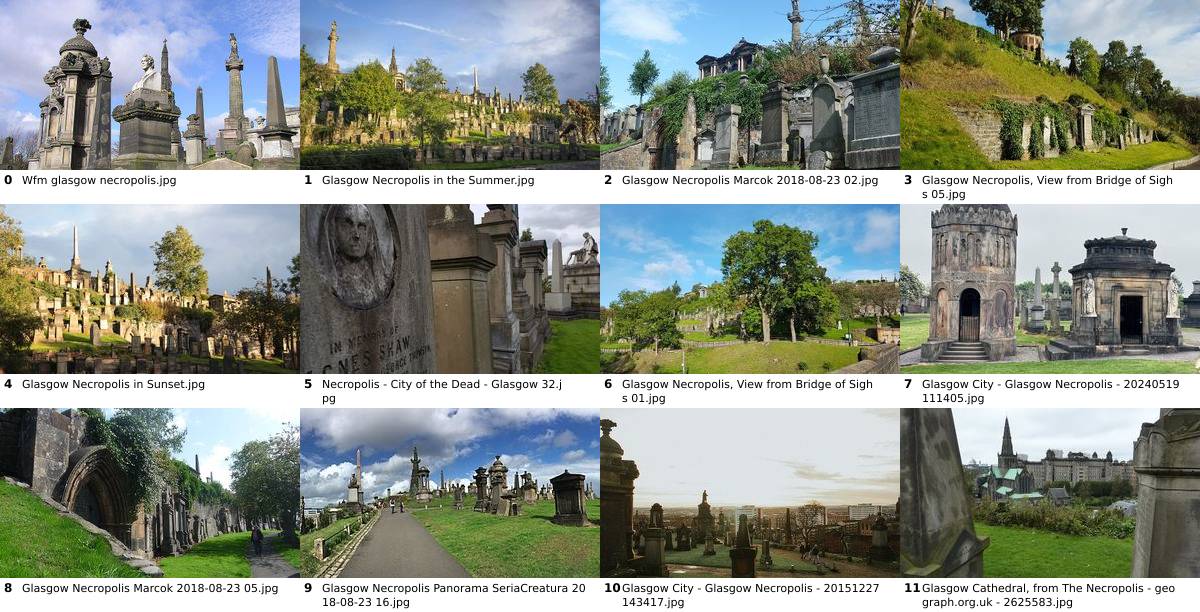 0 Wfm glasgow necropolis.jpg
1 Glasgow Necropolis in the Summer.jpg
2 Glasgow Necropolis Marcok 2018-08-23 02.jpg
3 Glasgow Necropolis, View from Bridge of Sigh
s 05.jpg
IN MEMORY OF
AGNES SHAW
4 Glasgow Necropolis in Sunset.jpg
5 Necropolis - City of the Dead - Glasgow 32.j
pg
6 Glasgow Necropolis, View from Bridge of Sigh
s 01.jpg
7 Glasgow City - Glasgow Necropolis - 20240519
111405.jpg
8 Glasgow Necropolis Marcok 2018-08-23 05.jpg
9 Glasgow Necropolis Panorama SeriaCreatura 20
18-08-23 16.jpg
10 Glasgow City - Glasgow Necropolis - 20151227
143417.jpg
11 Glasgow Cathedral, from The Necropolis - geo
graph.org.uk - 2625583.jpg